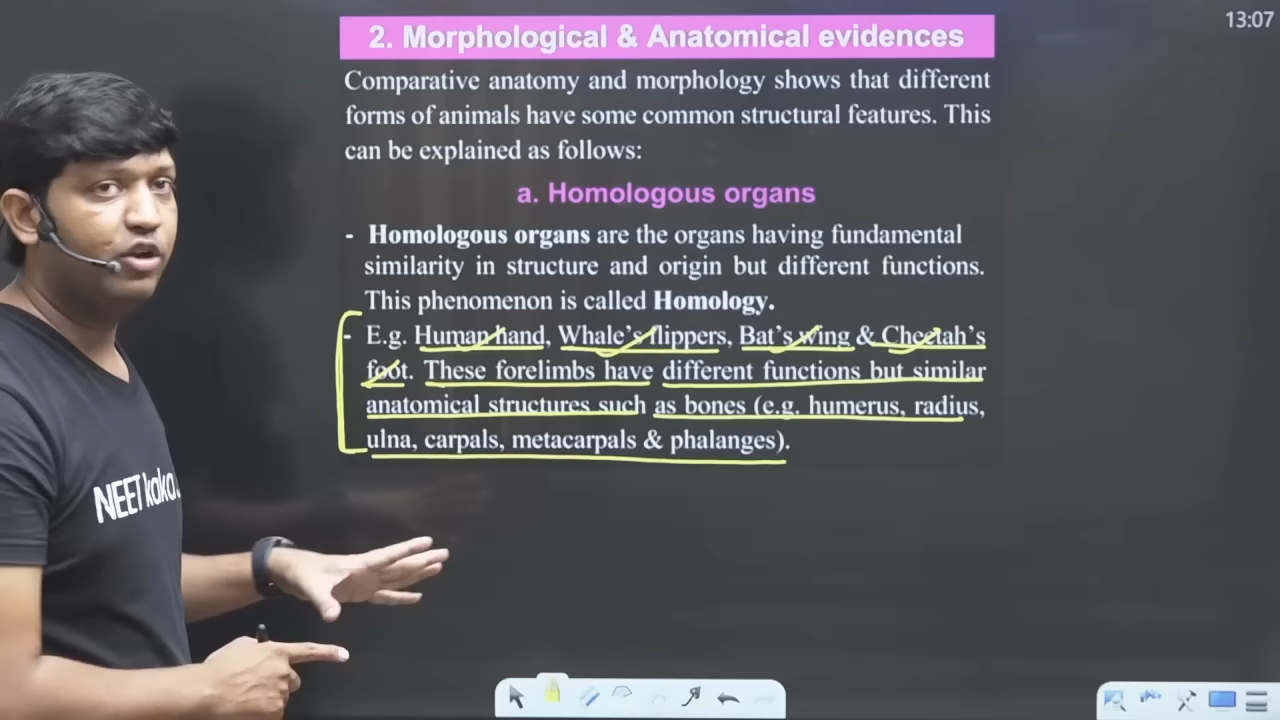 13:07
2. Morphological & Anatomical evidences
Comparative anatomy and morphology shows that different
forms of animals have some common structural features. This
can be explained as follows:
a. Homologous organs
- Homologous organs are the organs having fundamental
similarity in structure and origin but different functions.
This phenomenon is called Homology.
- E.g. Human hand, Whale's flippers, Bat's wing & Cheetah's
foot. These forelimbs have different functions but similar
anatomical structures such as bones (e.g. humerus, radius,
ulna, carpals, metacarpals & phalanges).
NEET kaka